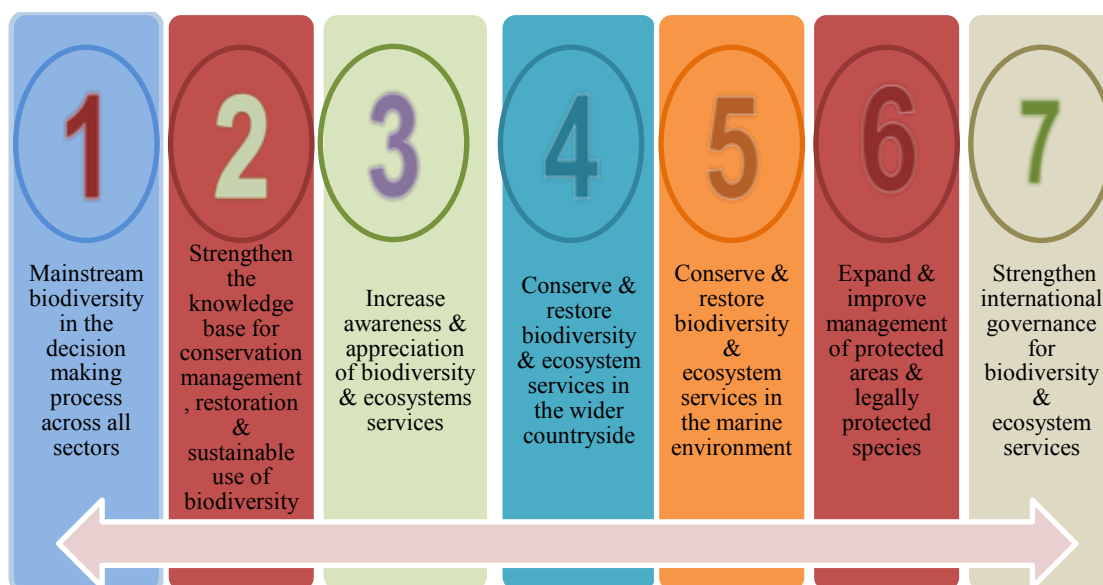 1
Mainstream
biodiversity
in the
decision
making
process
across all
sectors
2
Strengthen
the
knowledge
base for
conservation
management
, restoration
&
sustainable
use of
biodiversity
3
Increase
awareness &
appreciation
of biodiversity
& ecosystems
services
4
Conserve &
restore
biodiversity
& ecosystem
services in
the wider
countryside
5
Conserve &
restore
biodiversity
&
ecosystem
services in
the marine
environment
6
Expand &
improve
management
of protected
areas &
legally
protected
species
7
Strengthen
international
governance
for
biodiversity
&
ecosystem
services